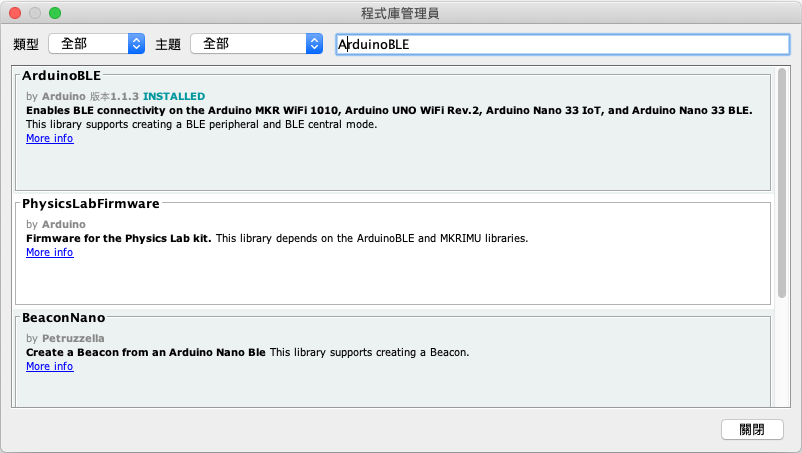 程式庫管理員
類型 全部 主題 全部 ArduinoBLE
ArduinoBLE
by Arduino 版本1.1.3 INSTALLED
Enables BLE connectivity on the Arduino MKR WiFi 1010, Arduino UNO WiFi Rev.2, Arduino Nano 33 IoT, and Arduino Nano 33 BLE.
This library supports creating a BLE peripheral and BLE central mode.
More info
PhysicsLabFirmware
by Arduino
Firmware for the Physics Lab kit. This library depends on the ArduinoBLE and MKRIMU libraries.
More info
BeaconNano
by Petruzzella
Create a Beacon from an Arduino Nano Ble This library supports creating a Beacon.
More info
關閉